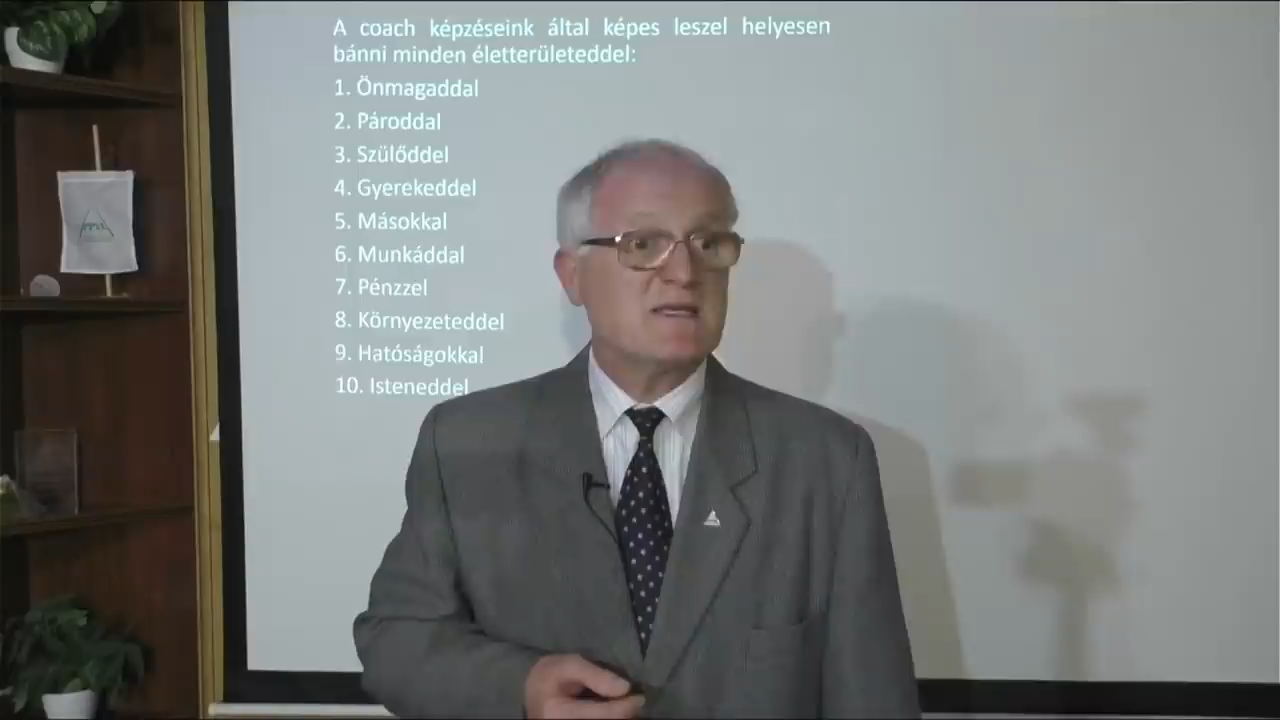 A coach képzéseink által képes leszel helyesen
bánni minden életterületeddel:
1. Önmagaddal
2. Pároddal
3. Szülőddel
4. Gyerekeddel
5. Másokkal
6. Munkáddal
7. Pénzzel
8. Környezeteddel
9. Hatóságokkal
10. Isteneddel